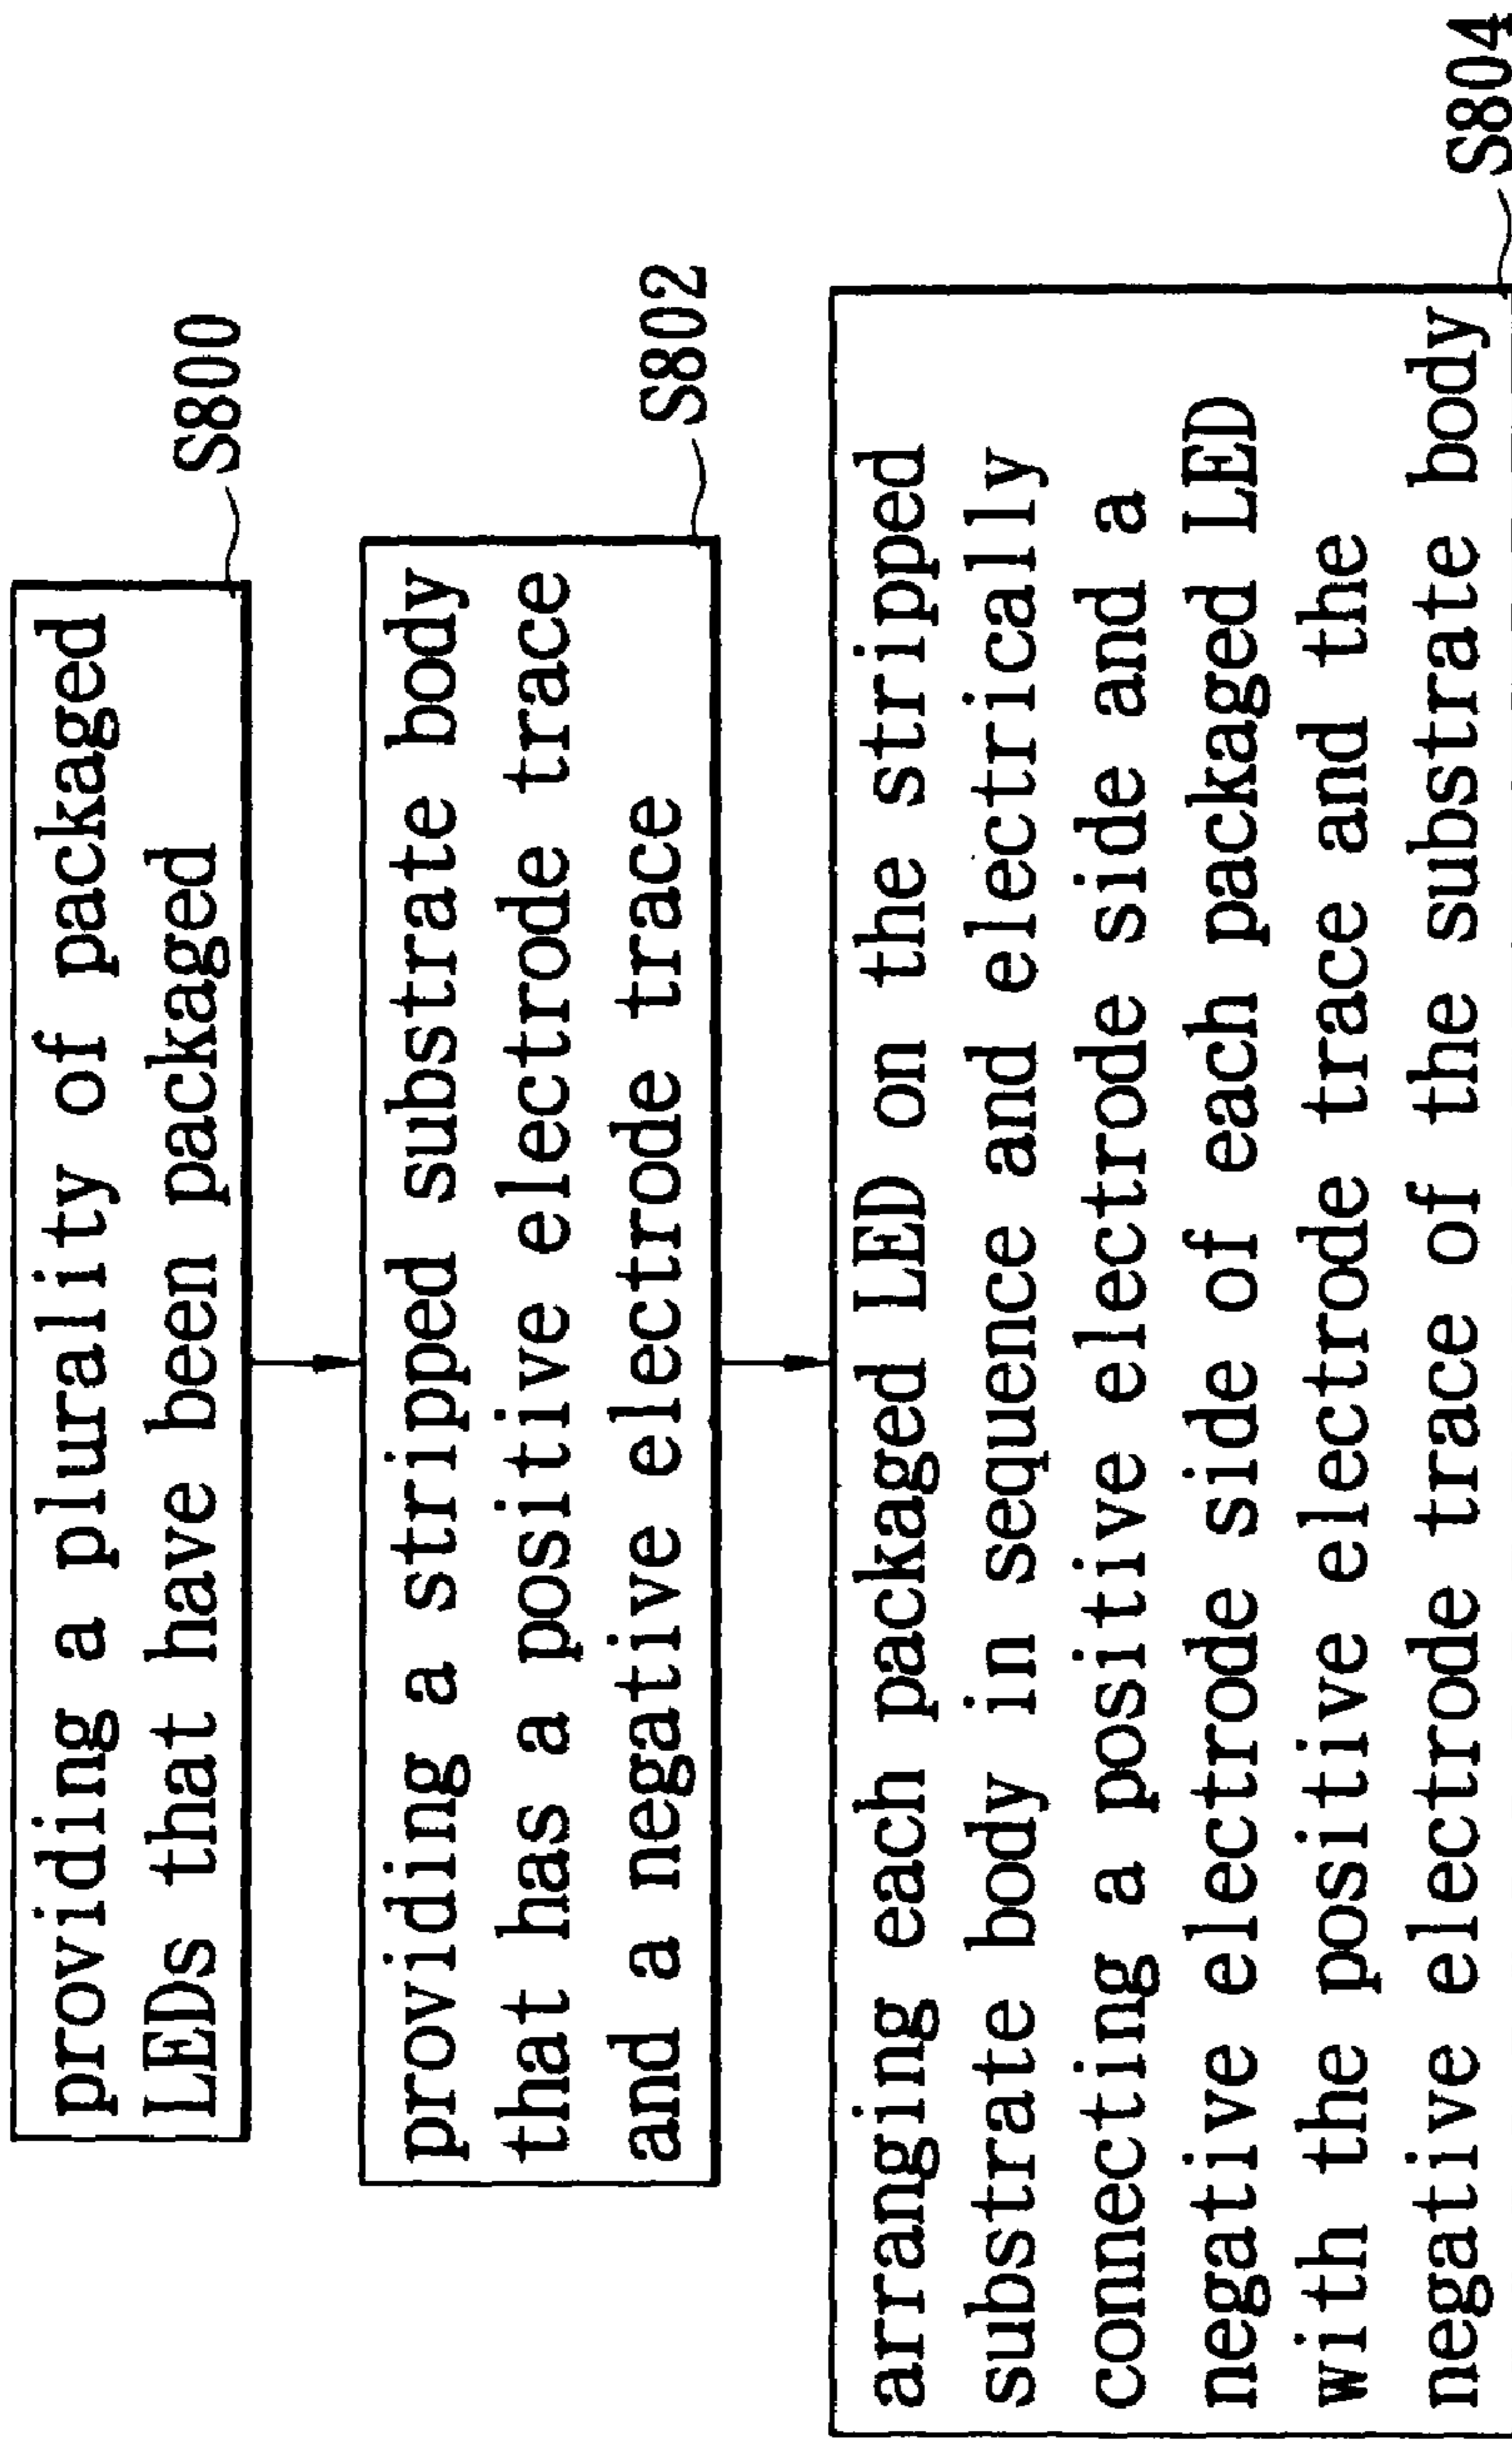 providing a plurality of packaged
LEDs that have been packaged
S800
providing a stripped substrate body
that has a positive electrode trace
and a negative electrode trace
S802
arranging each packaged LED on the stripped
substrate body in sequence and electrically
connecting a positive electrode side and a
negative electrode side of each packaged LED
with the positive electrode trace and the
negative electrode trace of the substrate body
S804